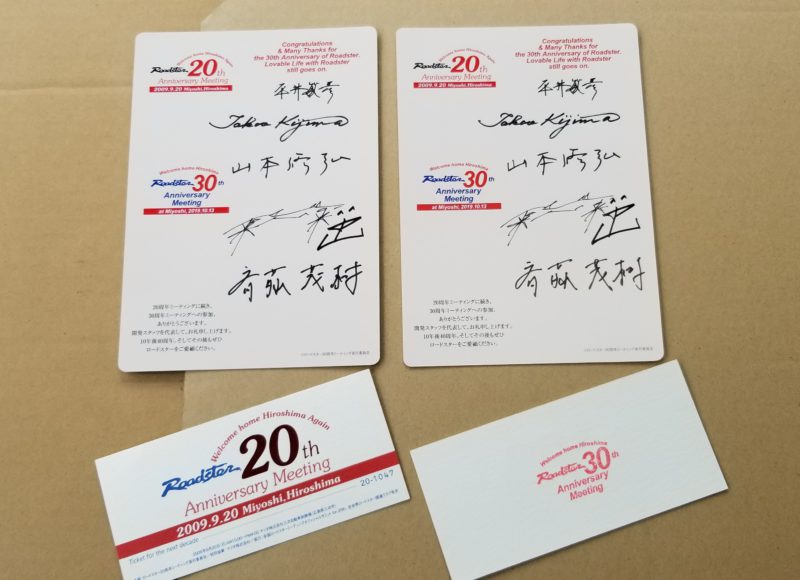 Welcome home Hiroshima Again
Roadster 20th
Anniversary Meeting
2009.9.20 Miyoshi, Hiroshima
Congratulations
& Many Thanks for
the 30th Anniversary of Roadster.
Lovable Life with Roadster
still goes on.
平井敏彦
Takao Kijima
山本修弘
Welcome home Hiroshima
Roadster 30th
Anniversary
Meeting
at Miyoshi, 2019.10.13
斉藤茂樹
20周年ミーティングに続き、
30周年ミーティングへの参加、
ありがとうございます。
開発スタッフを代表して、お礼申し上げます。
10年後40周年、そしてその後もぜひ
ロードスターをご愛顧ください。
Welcome home Hiroshima Again
Roadster 20th
Anniversary Meeting
2009.9.20 Miyoshi, Hiroshima
Congratulations
& Many Thanks for
the 30th Anniversary of Roadster.
Lovable Life with Roadster
still goes on.
平井敏彦
Takao Kijima
山本修弘
Welcome home Hiroshima
Roadster 30th
Anniversary
Meeting
at Miyoshi, 2019.10.13
斉藤茂樹
20周年ミーティングに続き、
30周年ミーティングへの参加、
ありがとうございます。
開発スタッフを代表して、お礼申し上げます。
10年後40周年、そしてその後もぜひ
ロードスターをご愛顧ください。
Welcome home Hiroshima Again
Roadster 20th
Anniversary Meeting
20-1047
2009.9.20 Miyoshi, Hiroshima
Ticket for the next decade
Welcome home Hiroshima
Roadster 30th
Anniversary
Meeting